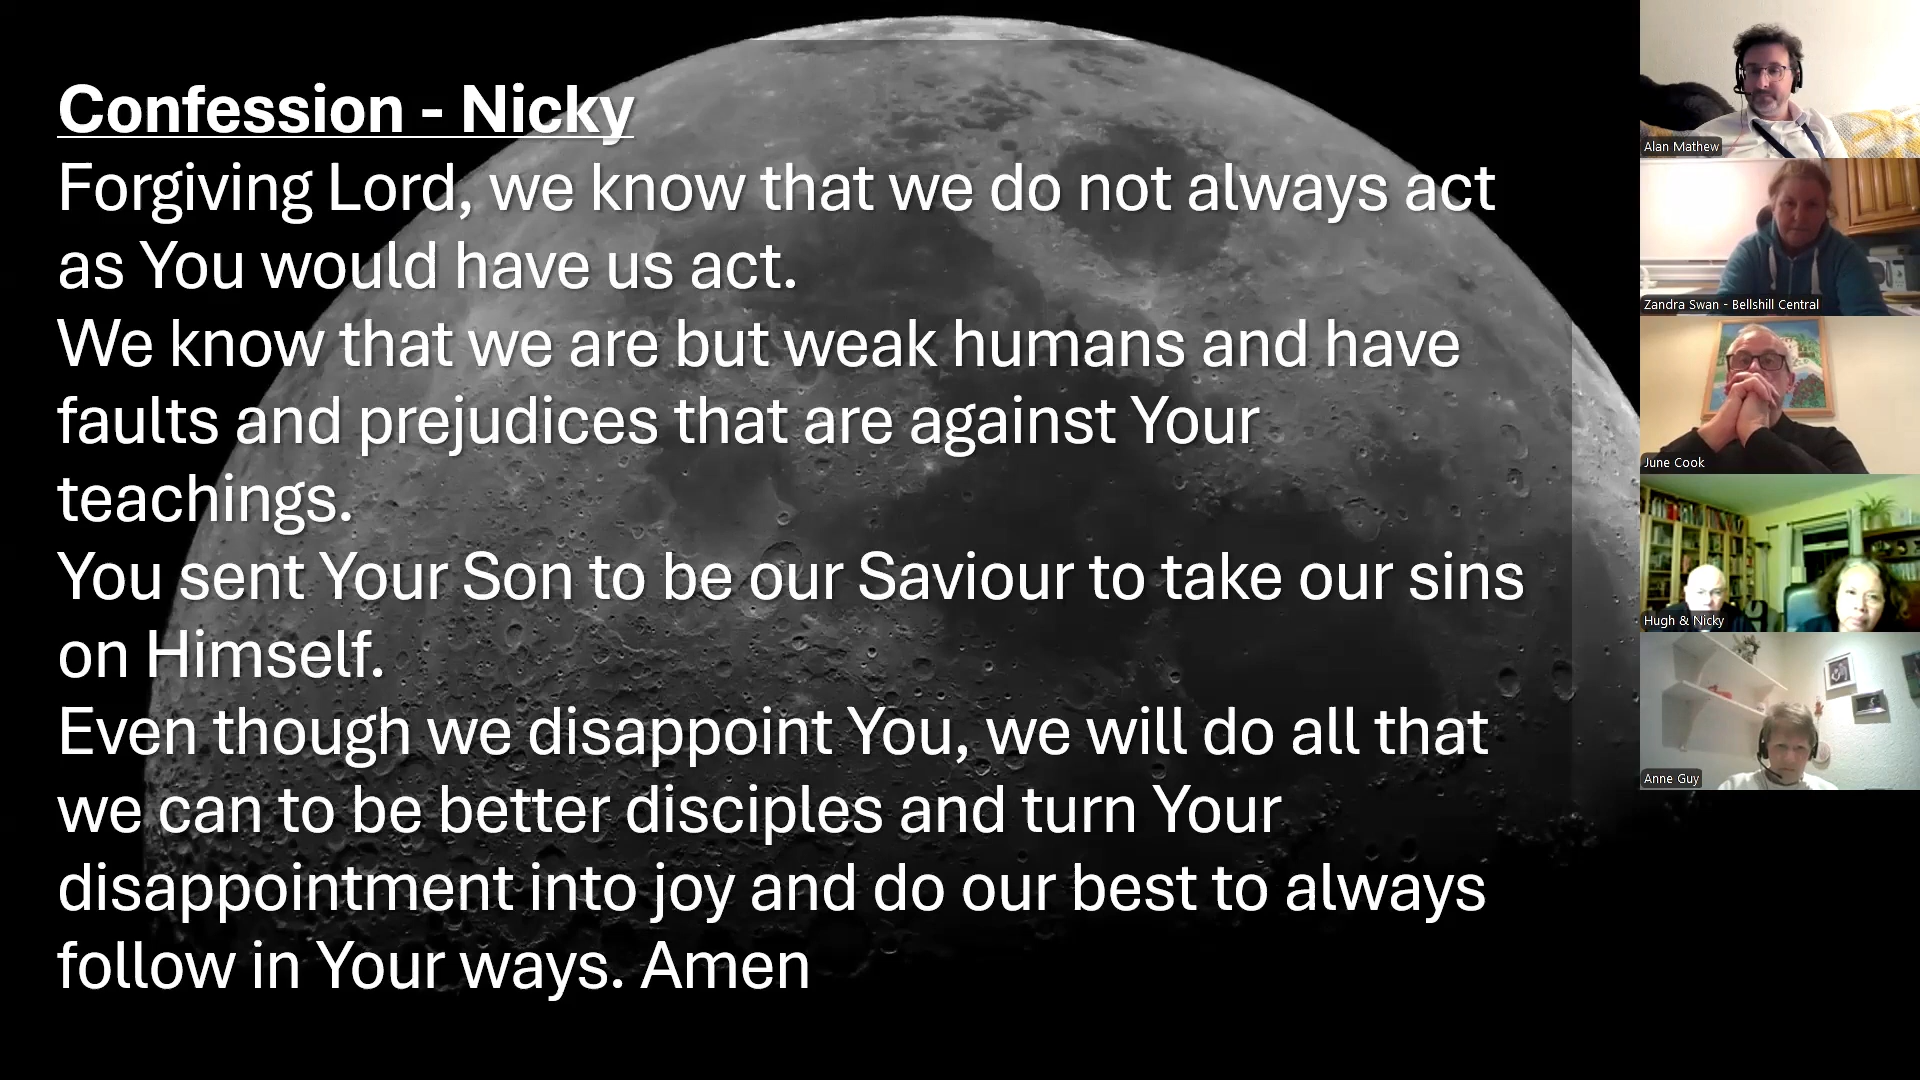 Confession - Nicky
Forgiving Lord, we know that we do not always act
as You would have us act.
We know that we are but weak humans and have
faults and prejudices that are against Your
teachings.
You sent Your Son to be our Saviour to take our sins
on Himself.
Even though we disappoint You, we will do all that
we can to be better disciples and turn Your
disappointment into joy and do our best to always
follow in Your ways. Amen
Alan Mathew
Zandra Swan - Bellshill Central
June Cook
Hugh & Nicky
Anne Guy